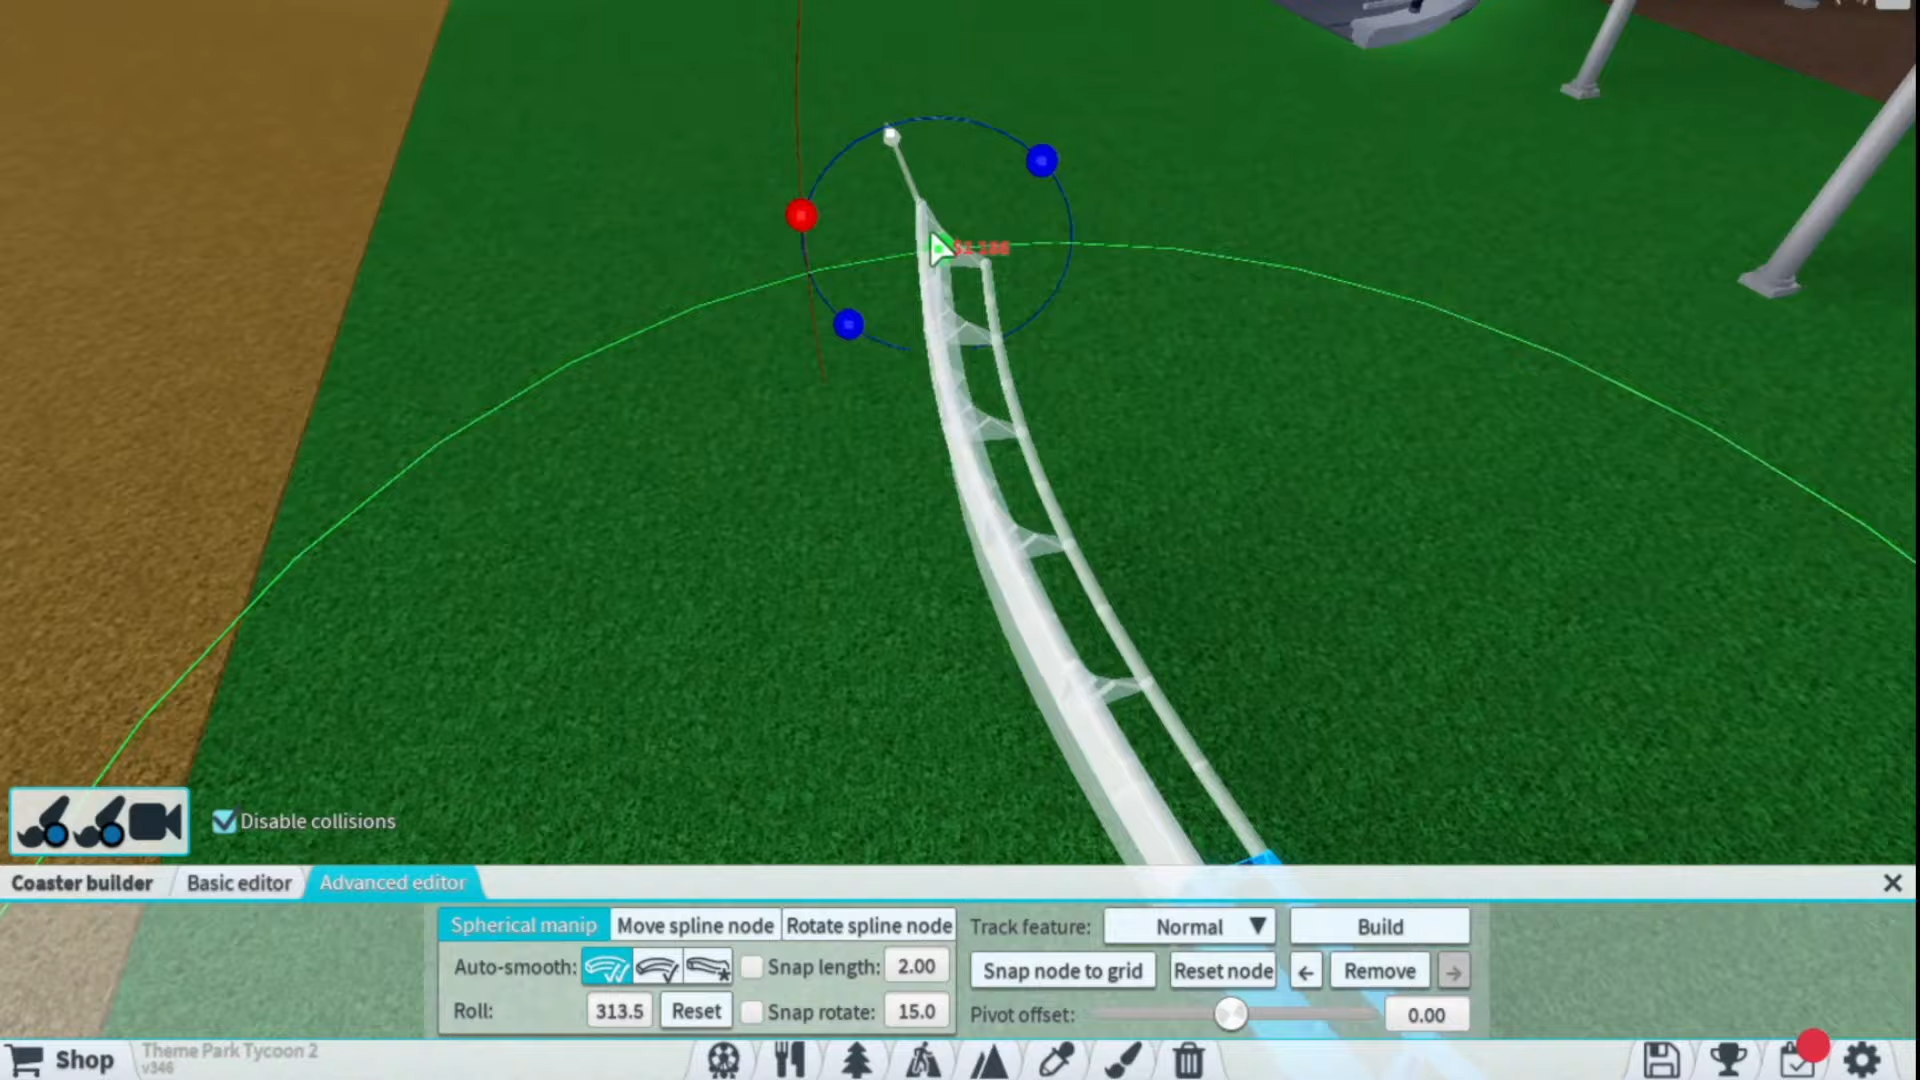 Disable collisions
Coaster builder Basic editor Advanced editor
Spherical manip Move spline node Rotate spline node Track feature: Normal ▼ Build
Auto-smooth: Snap length: 2.00 Snap node to grid Reset node ← Remove →
Roll: 313.5 Reset Snap rotate: 15.0 Pivot offset: 0.00
Shop Theme Park Tycoon 2
v346